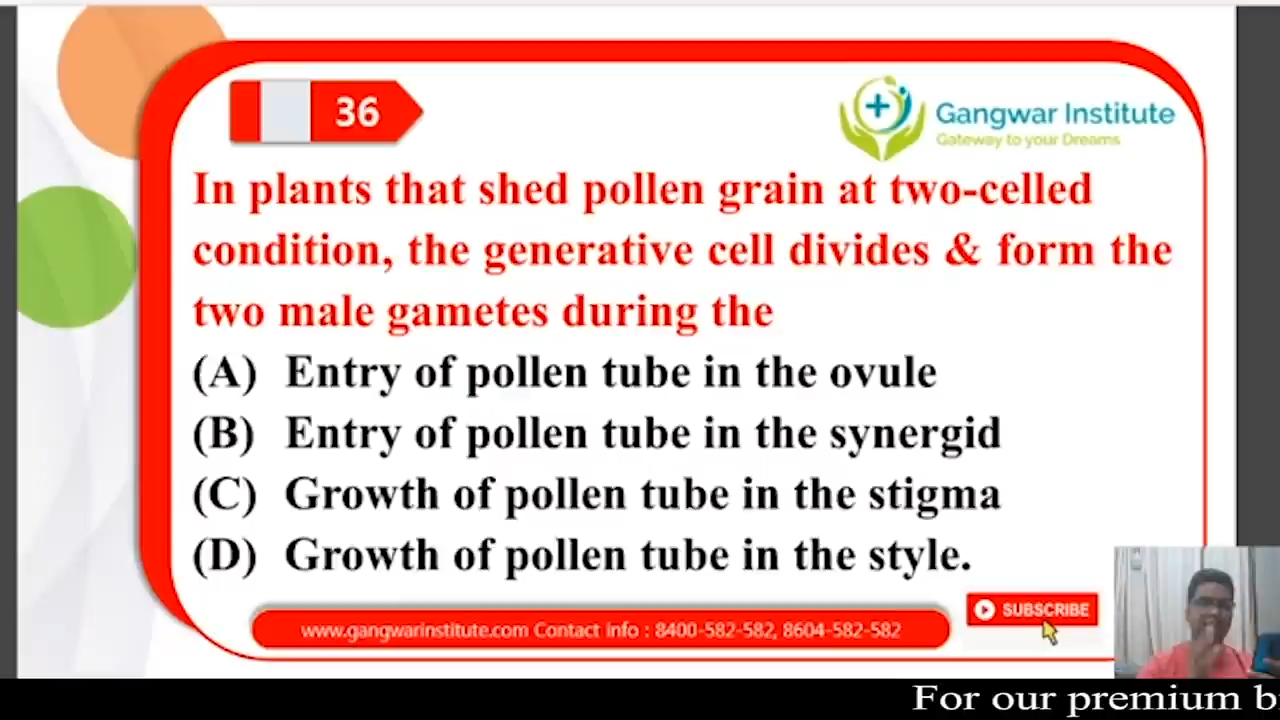 36
Gangwar Institute
Gateway to your Dreams
In plants that shed pollen grain at two-celled
condition, the generative cell divides & form the
two male gametes during the
(A) Entry of pollen tube in the ovule
(B) Entry of pollen tube in the synergid
(C) Growth of pollen tube in the stigma
(D) Growth of pollen tube in the style.
SUBSCRIBE
www.gangwarinstitute.com Contact Info : 8400-582-582, 8604-582-582
For our premium b